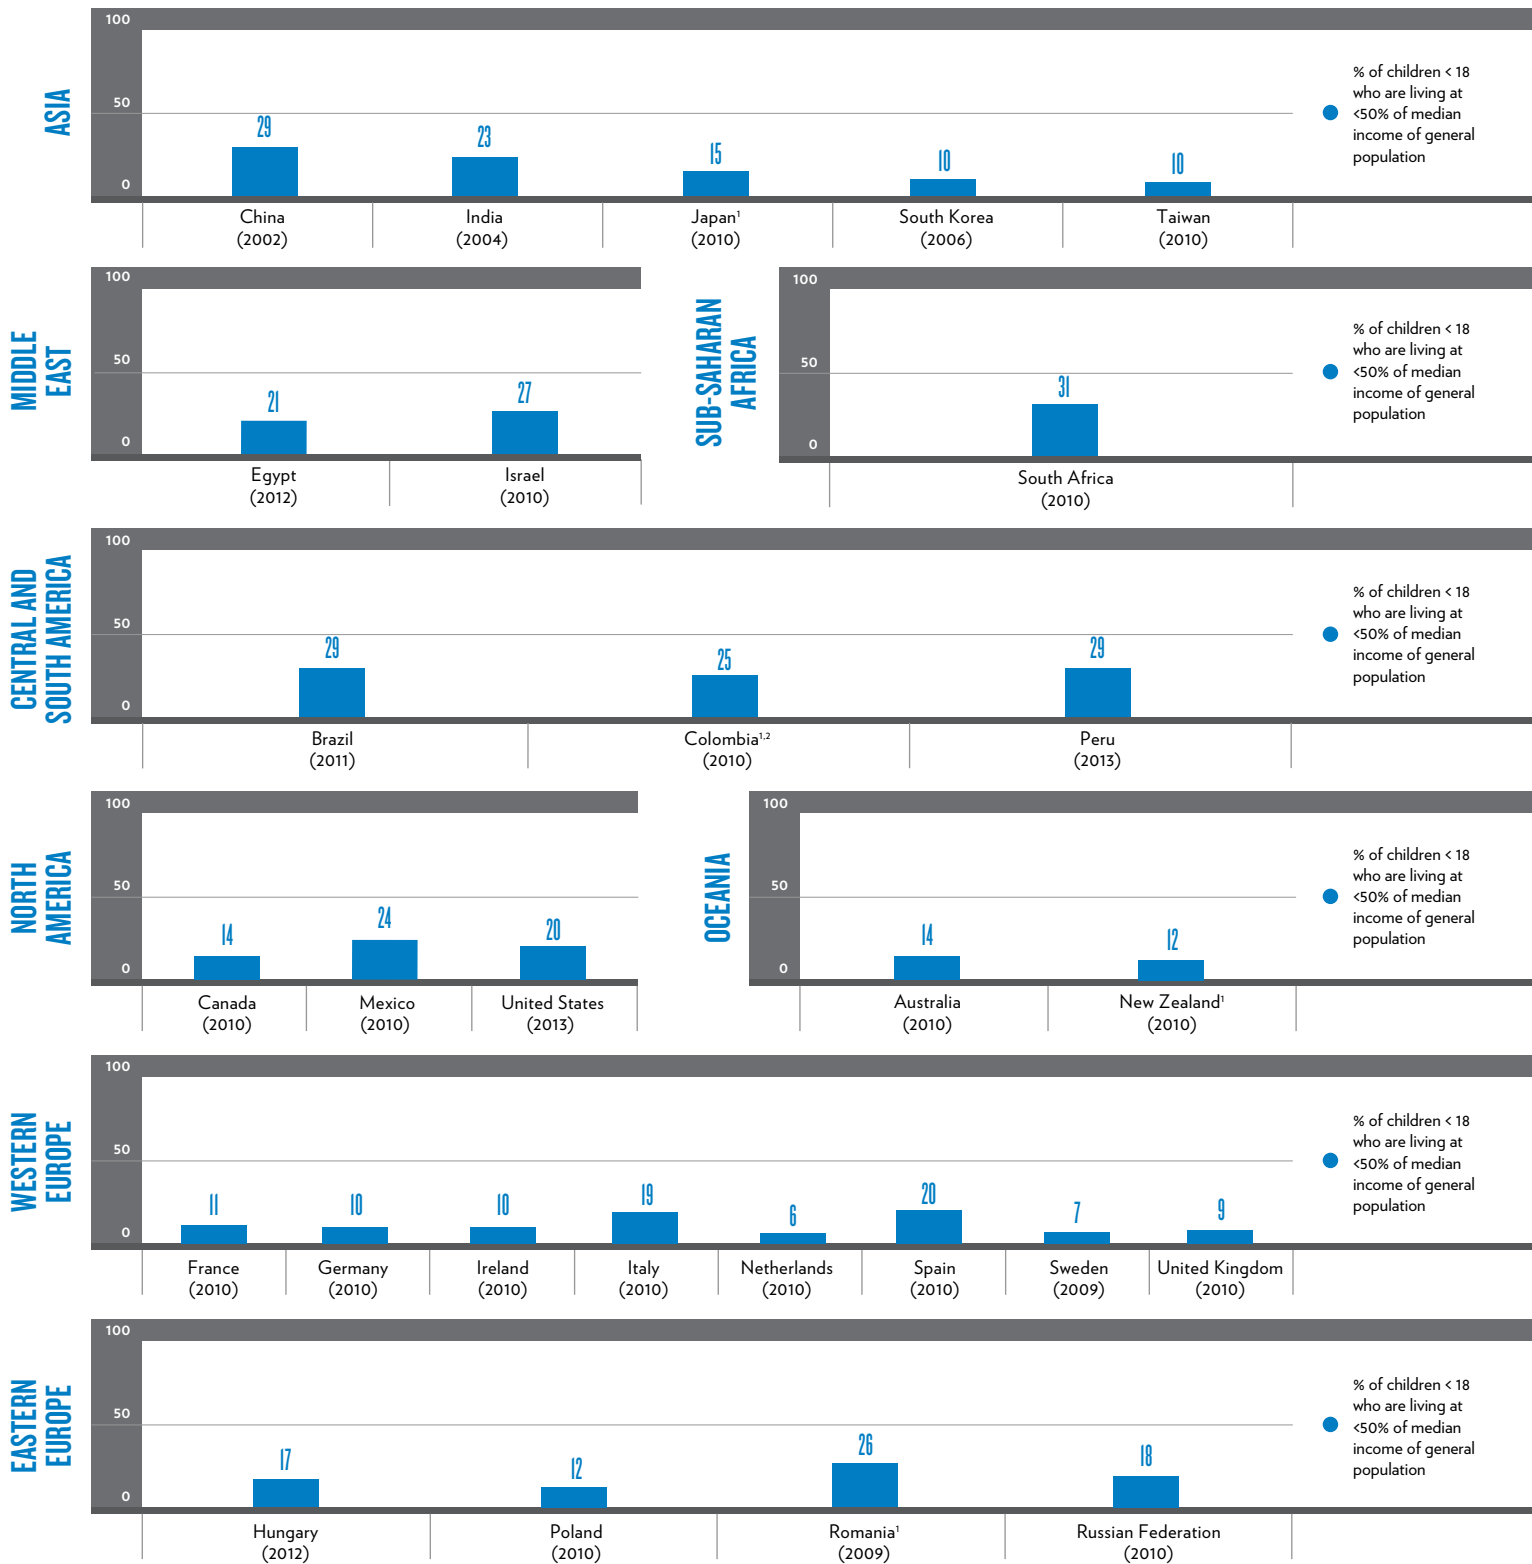 ASIA
100
50
0
29
23
15
10
10
China
(2002)
India
(2004)
Japan¹
(2010)
South Korea
(2006)
Taiwan
(2010)
% of children < 18
who are living at
<50% of median
income of general
population
MIDDLE
EAST
100
50
0
21
27
Egypt
(2012)
Israel
(2010)
SUB-SAHARAN
AFRICA
100
50
0
31
South Africa
(2010)
% of children < 18
who are living at
<50% of median
income of general
population
CENTRAL AND
SOUTH AMERICA
100
50
0
29
25
29
Brazil
(2011)
Colombia¹,²
(2010)
Peru
(2013)
% of children < 18
who are living at
<50% of median
income of general
population
NORTH
AMERICA
100
50
0
14
24
20
Canada
(2010)
Mexico
(2010)
United States
(2013)
OCEANIA
100
50
0
14
12
Australia
(2010)
New Zealand¹
(2010)
% of children < 18
who are living at
<50% of median
income of general
population
WESTERN
EUROPE
100
50
0
11
10
10
19
6
20
7
9
France
(2010)
Germany
(2010)
Ireland
(2010)
Italy
(2010)
Netherlands
(2010)
Spain
(2010)
Sweden
(2009)
United Kingdom
(2010)
% of children < 18
who are living at
<50% of median
income of general
population
EASTERN
EUROPE
100
50
0
17
12
26
18
Hungary
(2012)
Poland
(2010)
Romania¹
(2009)
Russian Federation
(2010)
% of children < 18
who are living at
<50% of median
income of general
population